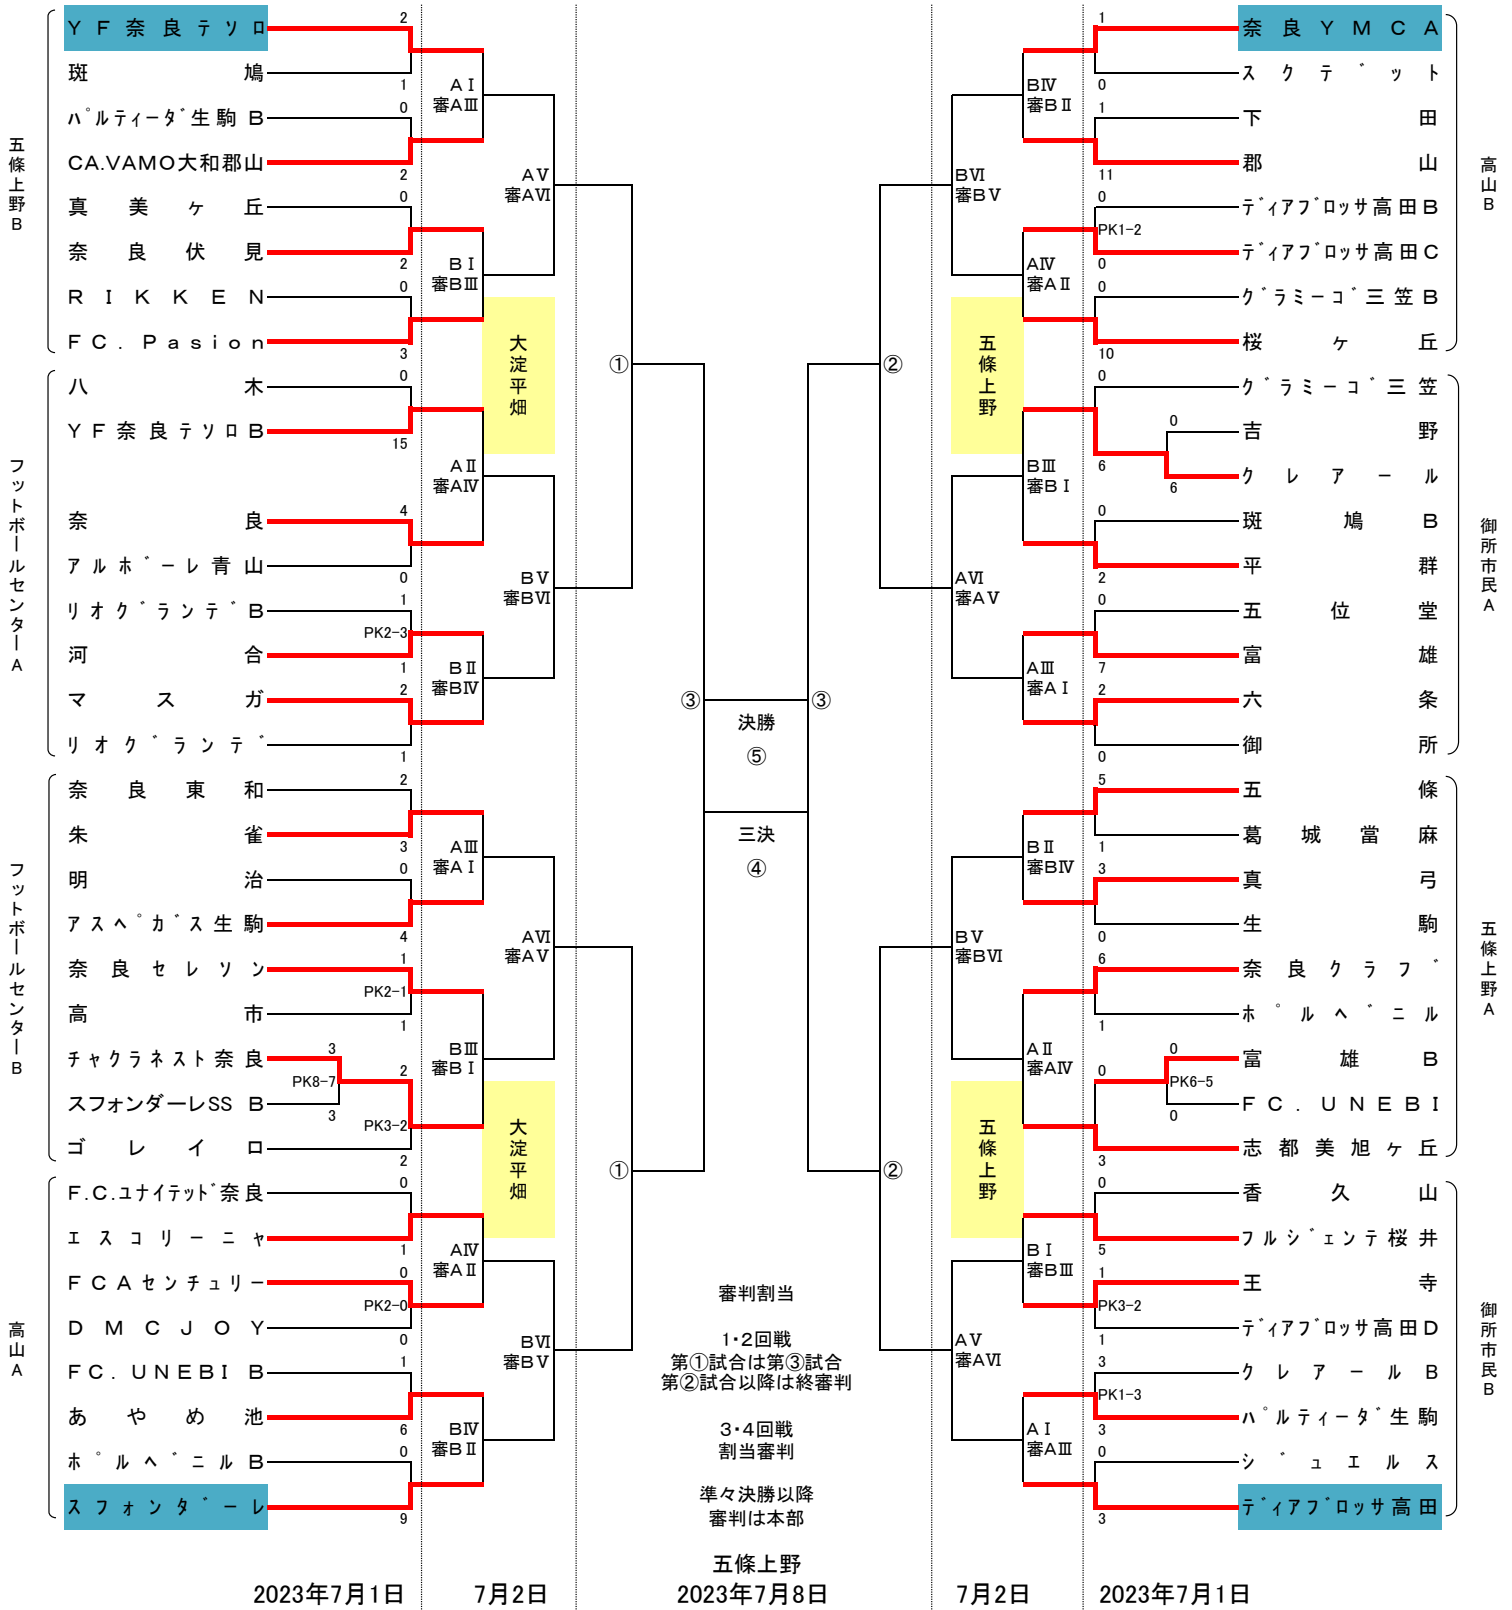 五條上野B
YF奈良テソロ 2
斑鳩 1
パルティーダ生駒B 0
CA.VAMO大和郡山 2
真美ヶ丘 0
奈良伏見 2
RIKKEN 0
FC.Pasion 3
AⅠ
審AⅢ
BⅠ
審BⅢ
AⅤ
審AⅥ
大淀平畑
フットボールセンターA
八木 0
YF奈良テソロB 15
奈良 4
アルボーレ青山 0
リオグランデB 1
PK2-3
河合 1
マスガ 2
リオグランデ 1
AⅡ
審AⅣ
BⅡ
審BⅣ
BⅤ
審BⅥ
①
フットボールセンターB
奈良東和 2
朱雀 3
明治 0
アスペガス生駒 4
奈良セレソン 1
PK2-1
高市 1
チャクラネスト奈良 3
PK8-7
スフォンダーレSS B 3
2
PK3-2
ゴレイロ 2
AⅢ
審AⅠ
BⅢ
審BⅠ
AⅥ
審AⅤ
大淀平畑
高山A
F.C.ユナイテッド奈良 0
エスコリーニャ 1
FCAセンチュリー 0
PK2-0
DMCJOY 0
FC.UNEBI B 1
あやめ池 6
ポルベニルB 0
スフォンダーレ 9
AⅣ
審AⅡ
BⅣ
審BⅡ
BⅥ
審BⅤ
①
③
③
決勝
⑤
三決
④
審判割当
1・2回戦
第①試合は第③試合
第②試合以降は終審判
3・4回戦
割当審判
準々決勝以降
審判は本部
五條上野
高山B
1 奈良YMCA
0 スクデット
1 下田
11 郡山
0 ディアブロッサ高田B
PK1-2
0 ディアブロッサ高田C
0 グラミーゴ三笠B
10 桜ヶ丘
BⅣ
審BⅡ
AⅣ
審AⅡ
BⅥ
審BⅤ
五條上野
②
御所市民A
0 グラミーゴ三笠
0 吉野
6 クレアール
6
0 斑鳩B
2 平群
0 五位堂
7 富雄
2 六条
0 御所
BⅢ
審BⅠ
AⅢ
審AⅠ
AⅥ
審AⅤ
五條上野A
5 五條
1 葛城當麻
3 真弓
0 生駒
6 奈良クラブ
1 ポルベニル
0 富雄B
PK6-5
0 FC.UNEBI
0
3 志都美旭ヶ丘
BⅡ
審BⅣ
AⅡ
審AⅣ
BⅤ
審BⅥ
五條上野
②
御所市民B
0 香久山
5 フルジェンテ桜井
1 王寺
PK3-2
1 ディアブロッサ高田D
3 クレアールB
PK1-3
3 パルティーダ生駒
0 ジュエルス
3 ディアブロッサ高田
BⅠ
審BⅢ
AⅠ
審AⅢ
AⅤ
審AⅥ
2023年7月1日 7月2日 2023年7月8日 7月2日 2023年7月1日